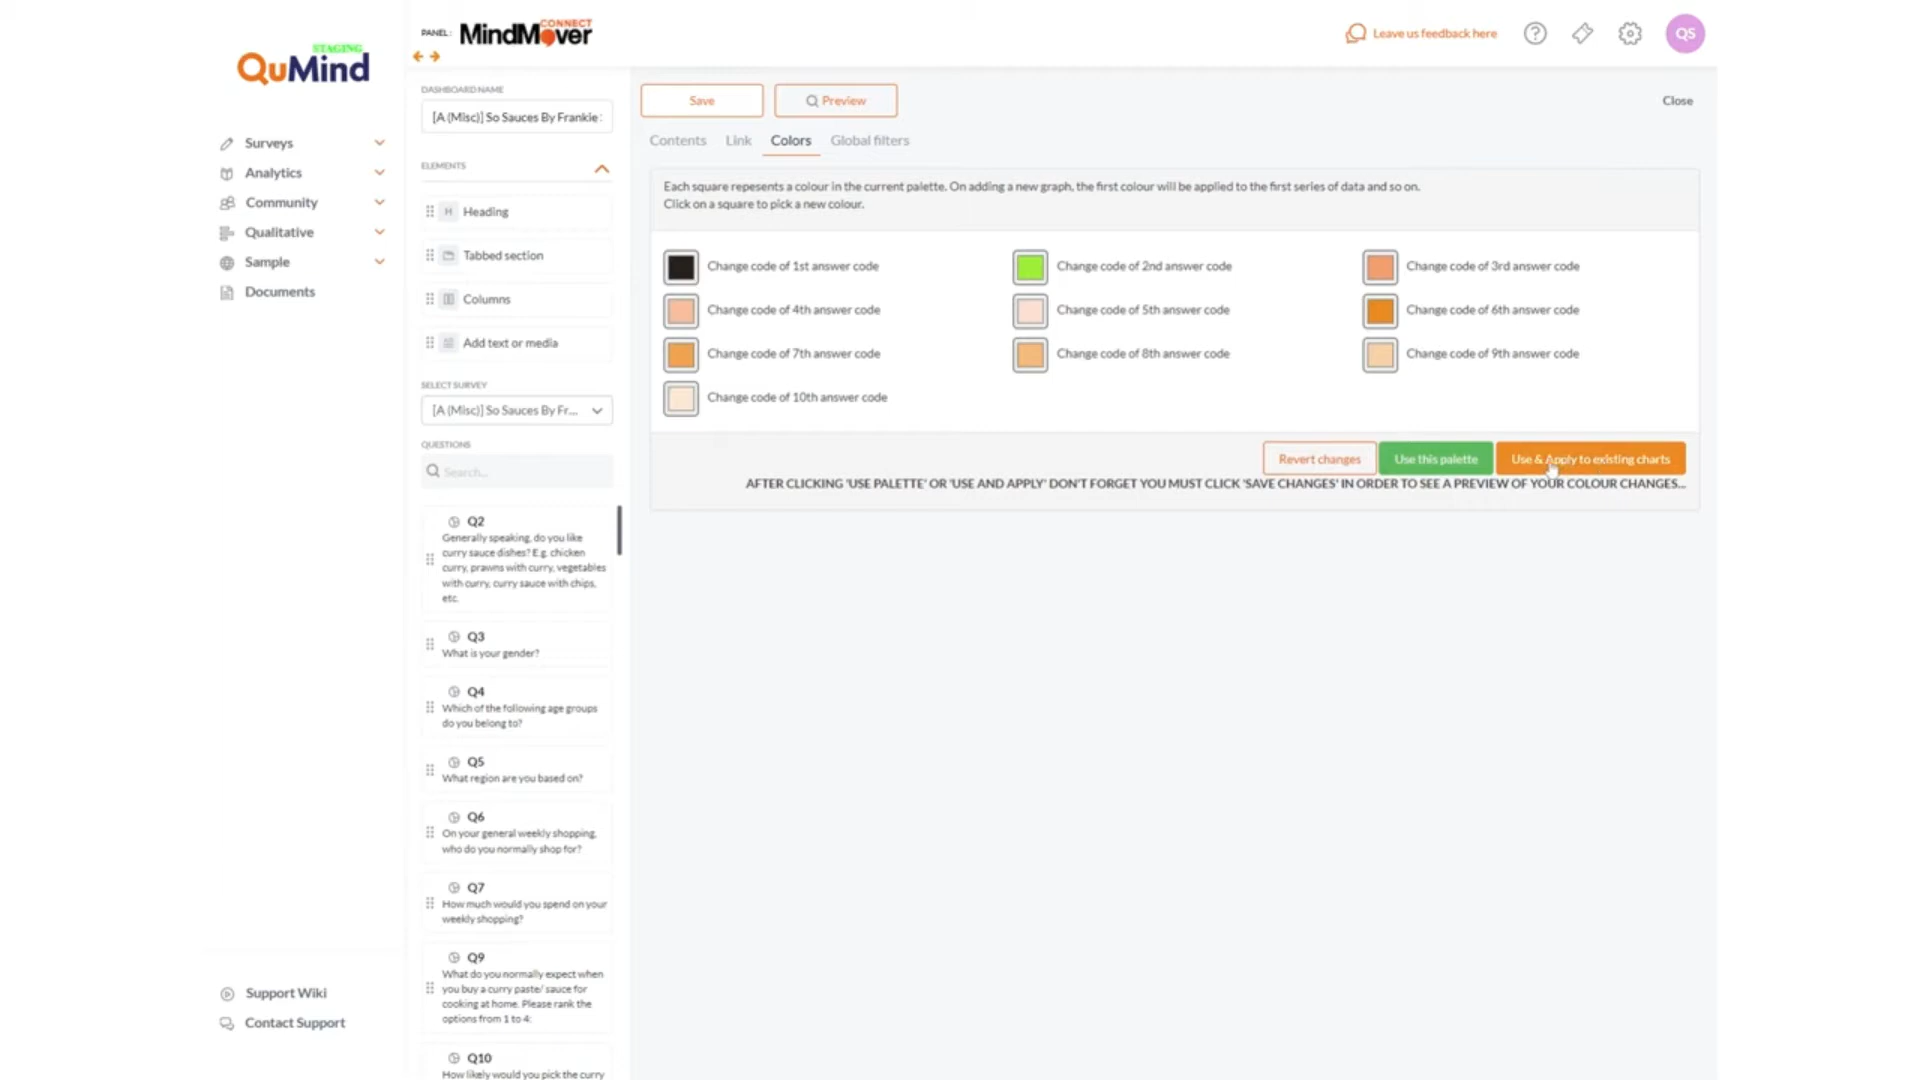 STAGING
QuMind
Surveys
Analytics
Community
Qualitative
Sample
Documents
Support Wiki
Contact Support
PANEL:
CONNECT
MindMover
DASHBOARD NAME
[A (Misc)] So Sauces By Frankie
ELEMENTS
H Heading
Tabbed section
Columns
Add text or media
SELECT SURVEY
[A (Misc)] So Sauces By Fr...
QUESTIONS
Search...
Q2
Generally speaking, do you like
curry sauce dishes? E.g. chicken
curry, prawns with curry, vegetables
with curry, curry sauce with chips,
etc.
Q3
What is your gender?
Q4
Which of the following age groups
do you belong to?
Q5
What region are you based on?
Q6
On your general weekly shopping,
who do you normally shop for?
Q7
How much would you spend on your
weekly shopping?
Q9
What do you normally expect when
you buy a curry paste/ sauce for
cooking at home. Please rank the
options from 1 to 4:
Q10
How likely would you pick the curry
Leave us feedback here
QS
Save
Preview
Close
Contents Link Colors Global filters
Each square repesents a colour in the current palette. On adding a new graph, the first colour will be applied to the first series of data and so on.
Click on a square to pick a new colour.
Change code of 1st answer code
Change code of 2nd answer code
Change code of 3rd answer code
Change code of 4th answer code
Change code of 5th answer code
Change code of 6th answer code
Change code of 7th answer code
Change code of 8th answer code
Change code of 9th answer code
Change code of 10th answer code
Revert changes
Use this palette
Use & Apply to existing charts
AFTER CLICKING 'USE PALETTE' OR 'USE AND APPLY' DON'T FORGET YOU MUST CLICK 'SAVE CHANGES' IN ORDER TO SEE A PREVIEW OF YOUR COLOUR CHANGES...